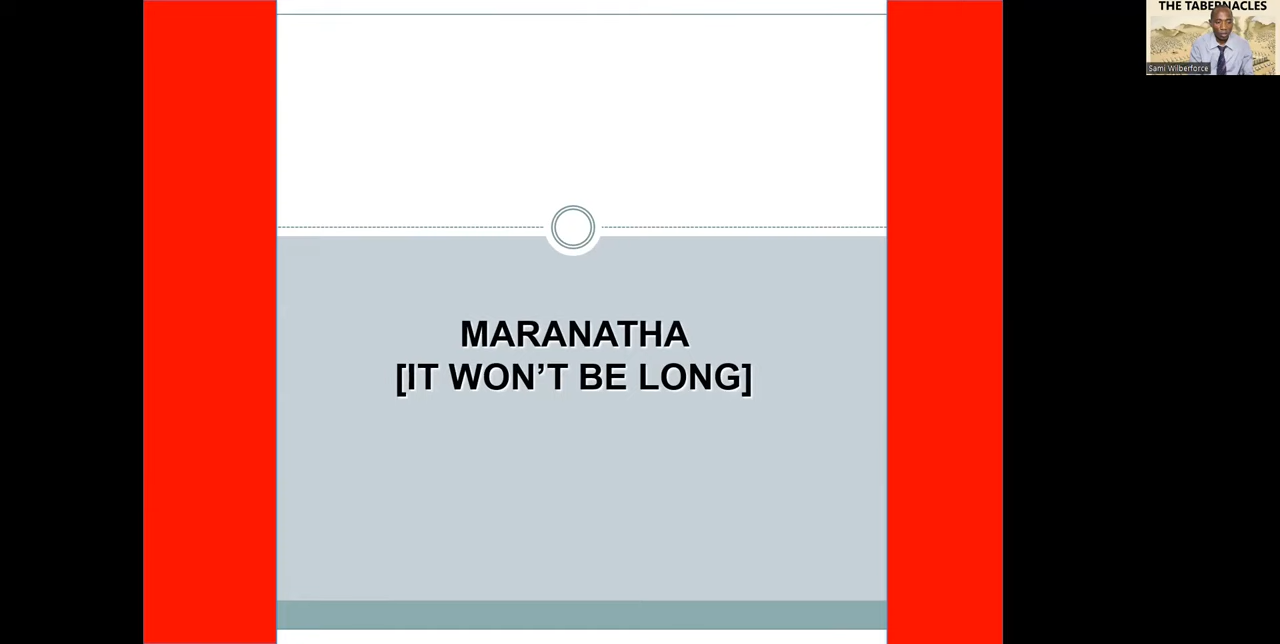 THE TABERNACLES
Sami Wilberforce
MARANATHA
[IT WON’T BE LONG]